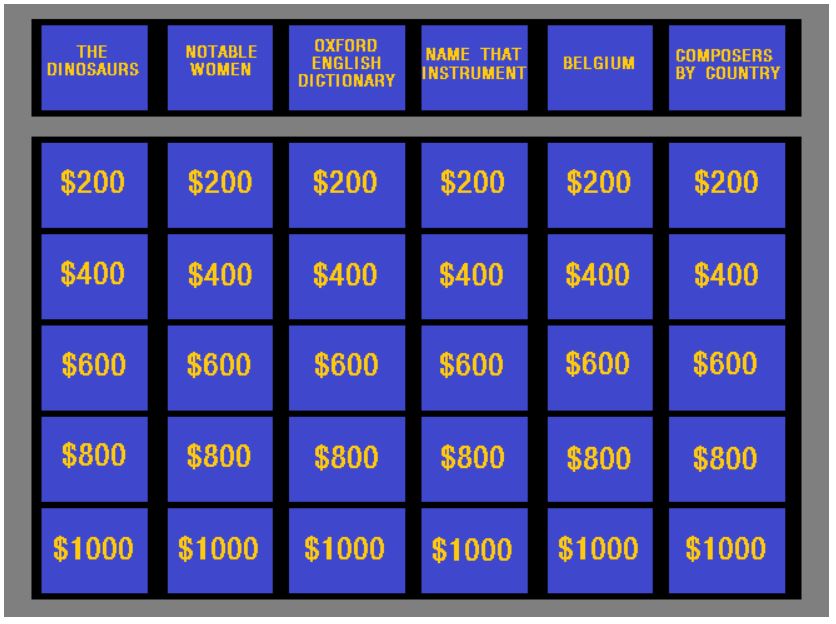 THE
DINOSAURS
NOTABLE
WOMEN
OXFORD
ENGLISH
DICTIONARY
NAME THAT
INSTRUMENT
BELGIUM
COMPOSERS
BY COUNTRY
$200 $200 $200 $200 $200 $200
$400 $400 $400 $400 $400 $400
$600 $600 $600 $600 $600 $600
$800 $800 $800 $800 $800 $800
$1000 $1000 $1000 $1000 $1000 $1000